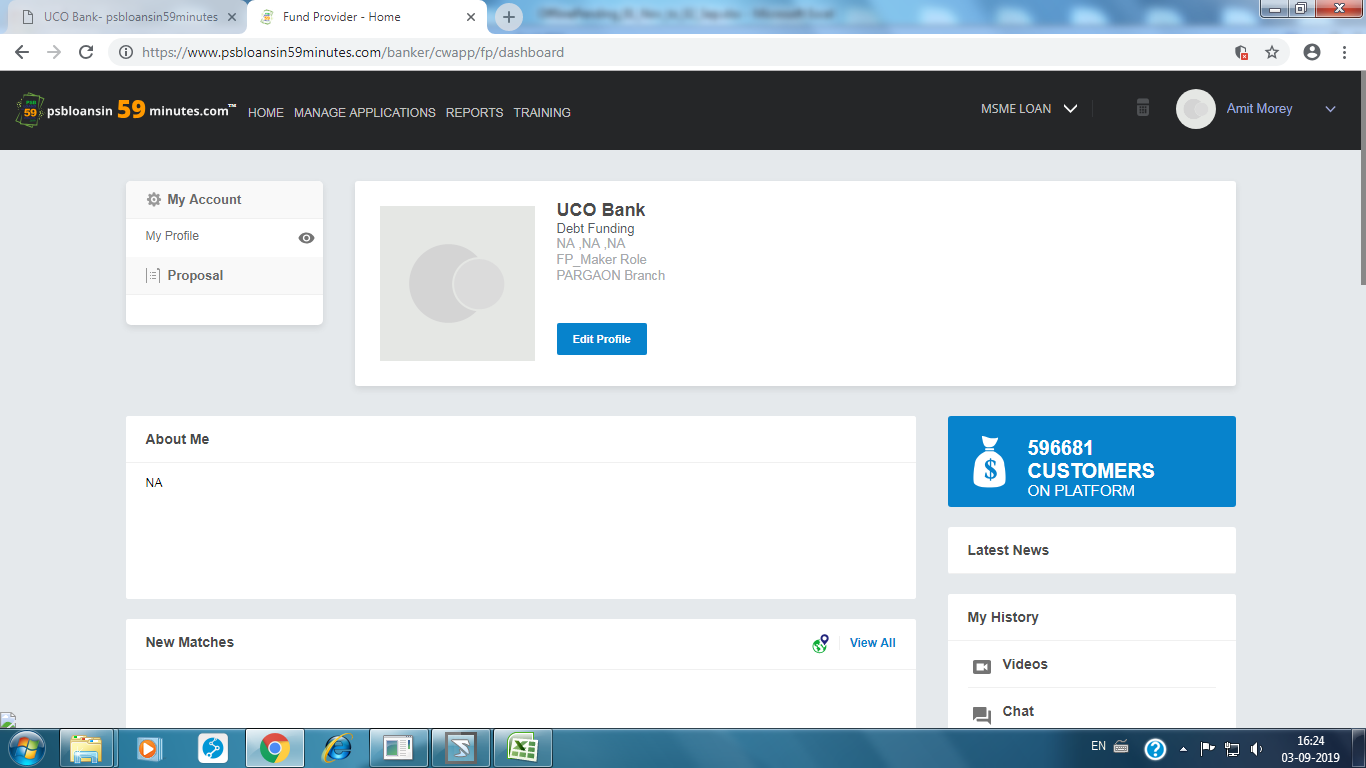 UCO Bank- psbloansin59minutes
Fund Provider - Home
https://www.psbloansin59minutes.com/banker/cwapp/fp/dashboard
PSB
59
psbloansin 59 minutes.com™
HOME MANAGE APPLICATIONS REPORTS TRAINING
MSME LOAN
Amit Morey
My Account
My Profile
Proposal
UCO Bank
Debt Funding
NA ,NA ,NA
FP_Maker Role
PARGAON Branch
Edit Profile
About Me
NA
$
596681
CUSTOMERS
ON PLATFORM
Latest News
New Matches
View All
My History
Videos
Chat
EN
16:24
03-09-2019